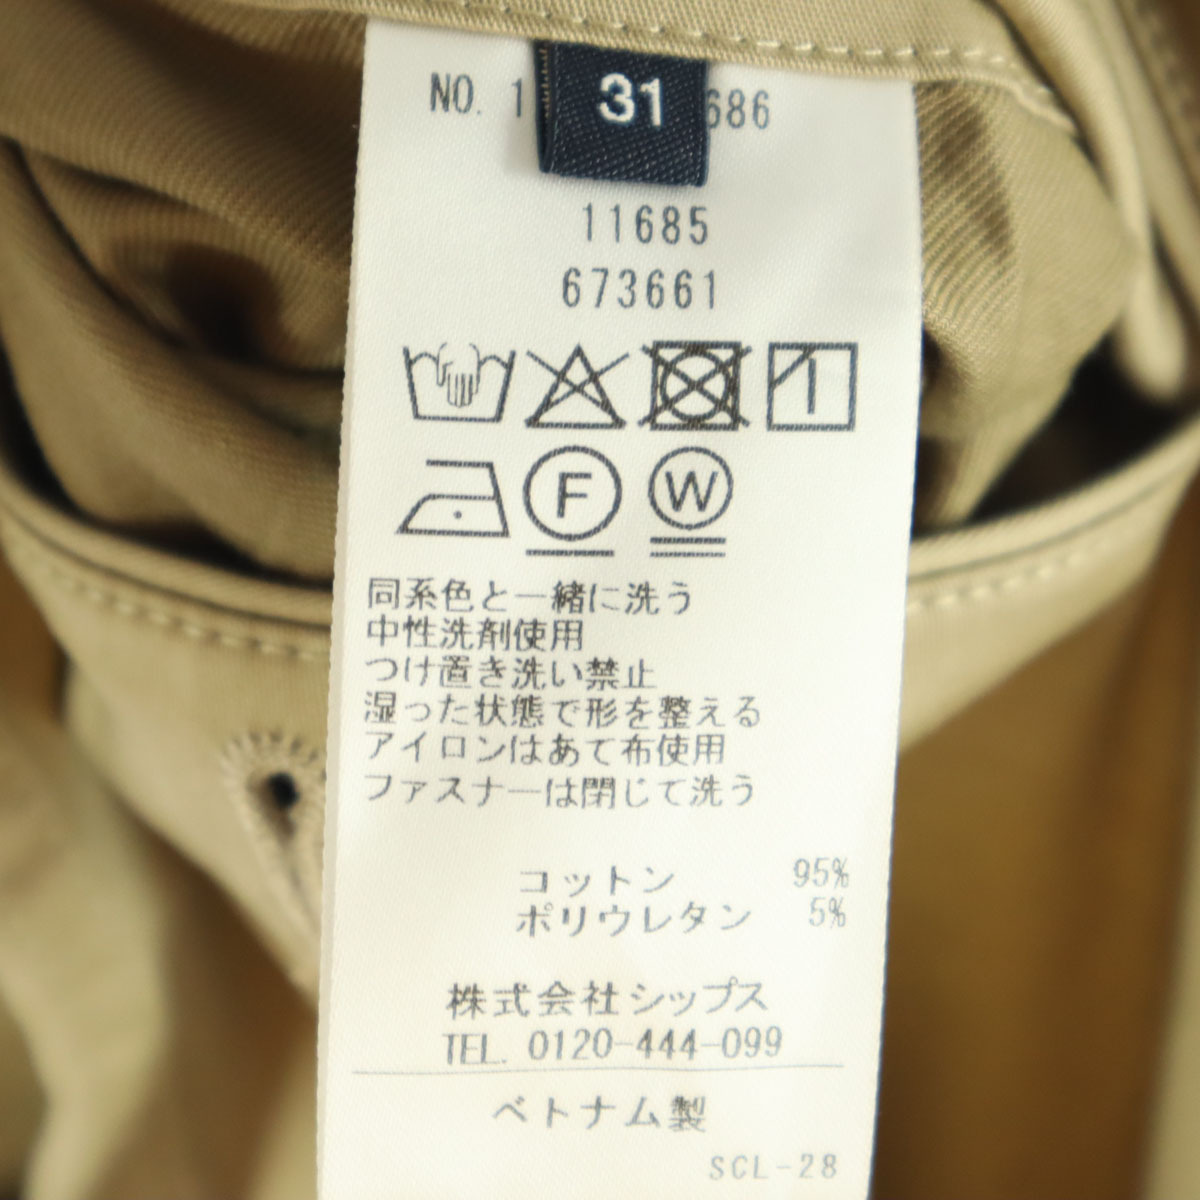 NO. 1 686
31
11685
673661
F W
同系色と一緒に洗う
中性洗剤使用
つけ置き洗い禁止
湿った状態で形を整える
アイロンはあて布使用
ファスナーは閉じて洗う
コットン 95%
ポリウレタン 5%
株式会社シップス
TEL. 0120-444-099
ベトナム製
SCL-28